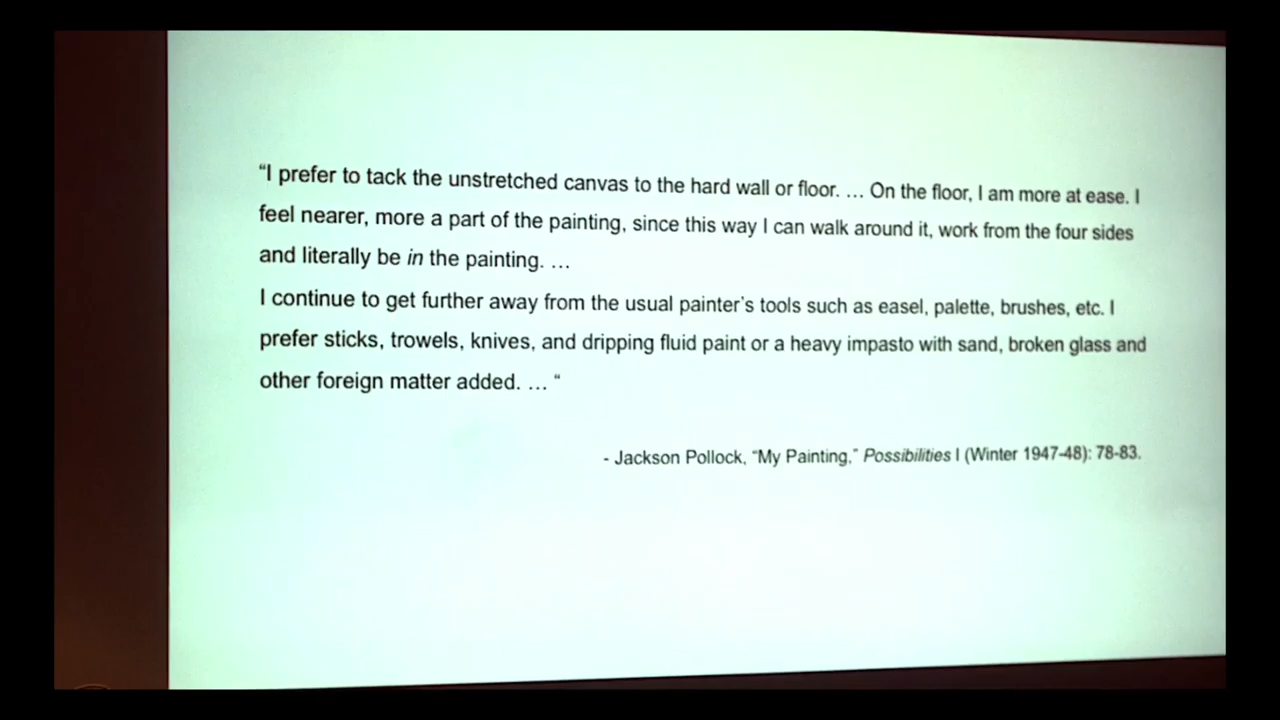 “I prefer to tack the unstretched canvas to the hard wall or floor. … On the floor, I am more at ease. I
feel nearer, more a part of the painting, since this way I can walk around it, work from the four sides
and literally be in the painting. …
I continue to get further away from the usual painter’s tools such as easel, palette, brushes, etc. I
prefer sticks, trowels, knives, and dripping fluid paint or a heavy impasto with sand, broken glass and
other foreign matter added. … “
- Jackson Pollock, “My Painting,” Possibilities I (Winter 1947-48): 78-83.